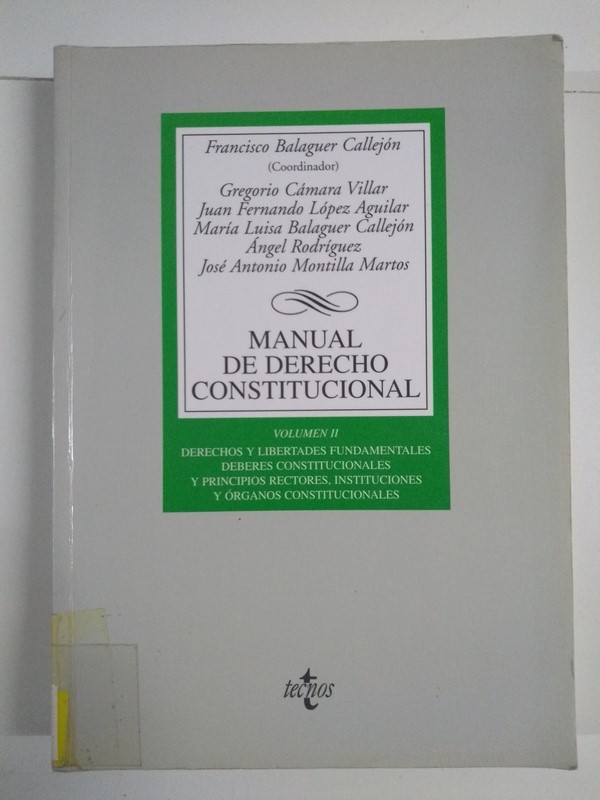 Francisco Balaguer Callejón
(Coordinador)
Gregorio Cámara Villar
Juan Fernando López Aguilar
María Luisa Balaguer Callejón
Ángel Rodríguez
José Antonio Montilla Martos
MANUAL
DE DERECHO
CONSTITUCIONAL
VOLUMEN II
DERECHOS Y LIBERTADES FUNDAMENTALES
DEBERES CONSTITUCIONALES
Y PRINCIPIOS RECTORES, INSTITUCIONES
Y ÓRGANOS CONSTITUCIONALES
tecnos